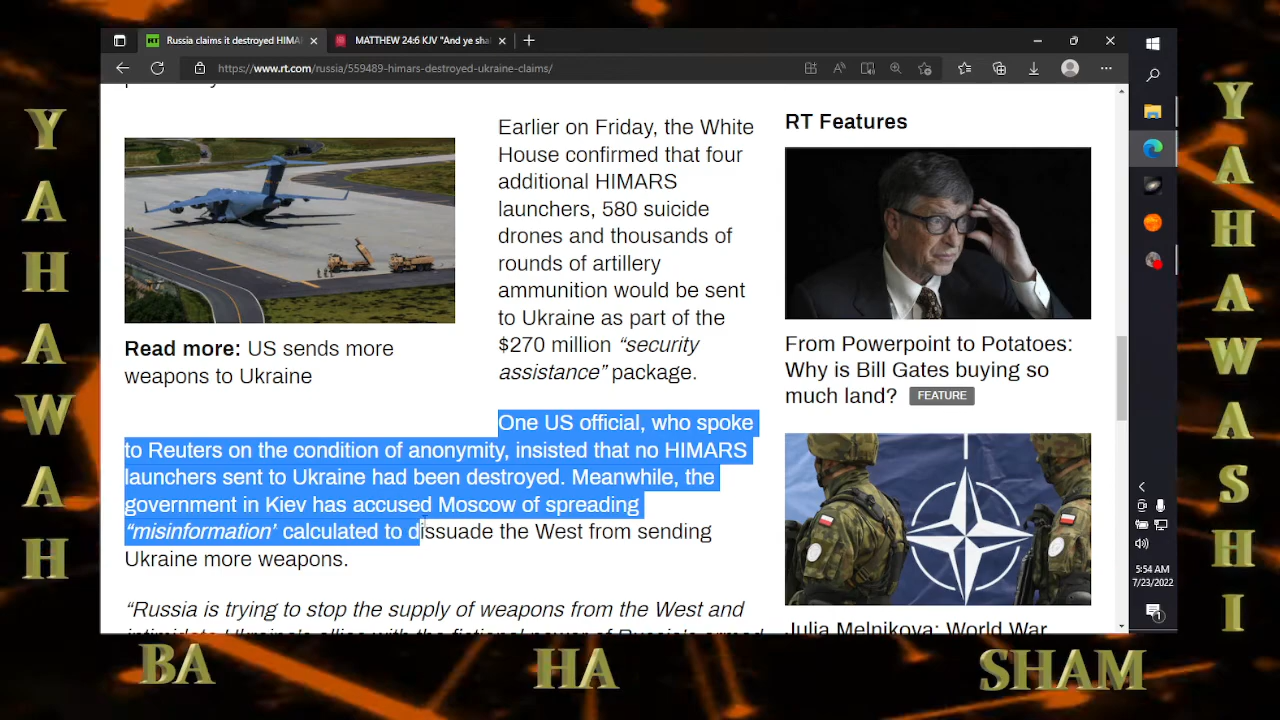 Russia claims it destroyed HIMA
MATTHEW 24:6 KJV "And ye sha
https://www.rt.com/russia/559489-himars-destroyed-ukraine-claims/
Earlier on Friday, the White
House confirmed that four
additional HIMARS
launchers, 580 suicide
drones and thousands of
rounds of artillery
ammunition would be sent
to Ukraine as part of the
$270 million “security
assistance” package.
Read more: US sends more
weapons to Ukraine
One US official, who spoke
to Reuters on the condition of anonymity, insisted that no HIMARS
launchers sent to Ukraine had been destroyed. Meanwhile, the
government in Kiev has accused Moscow of spreading
“misinformation’ calculated to dissuade the West from sending
Ukraine more weapons.
“Russia is trying to stop the supply of weapons from the West and
RT Features
From Powerpoint to Potatoes:
Why is Bill Gates buying so
much land? FEATURE
Julia Melnikova: World War
5:54 AM
7/23/2022
YAHAWAH
YAHAWASHI
BA
HA
SHAM